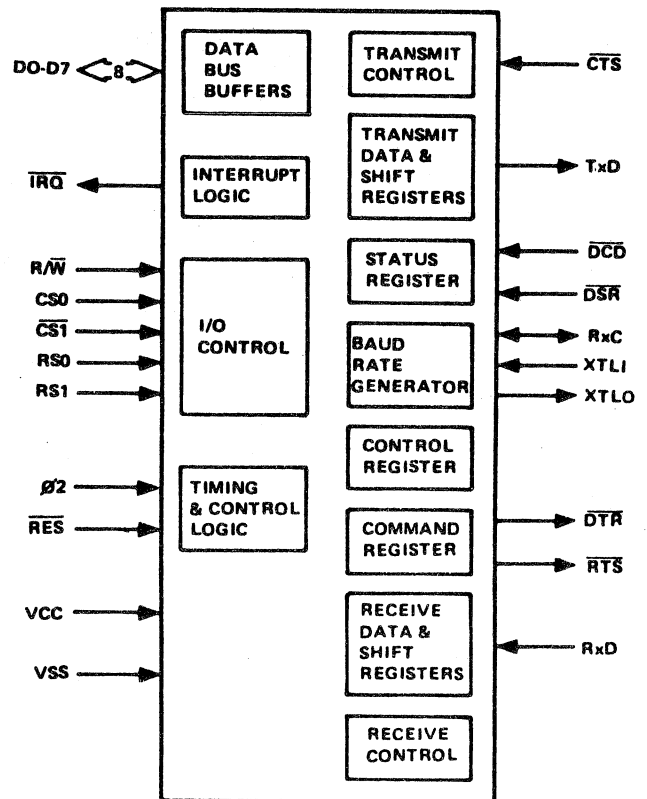 DO-D7
8
IRQ
R/W
CS0
CS1
RS0
RS1
Ø2
RES
VCC
VSS
DATA
BUS
BUFFERS
INTERRUPT
LOGIC
I/O
CONTROL
TIMING
& CONTROL
LOGIC
TRANSMIT
CONTROL
TRANSMIT
DATA &
SHIFT
REGISTERS
STATUS
REGISTER
BAUD
RATE
GENERATOR
CONTROL
REGISTER
COMMAND
REGISTER
RECEIVE
DATA &
SHIFT
REGISTERS
RECEIVE
CONTROL
CTS
TxD
DCD
DSR
RxC
XTLI
XTLO
DTR
RTS
RxD